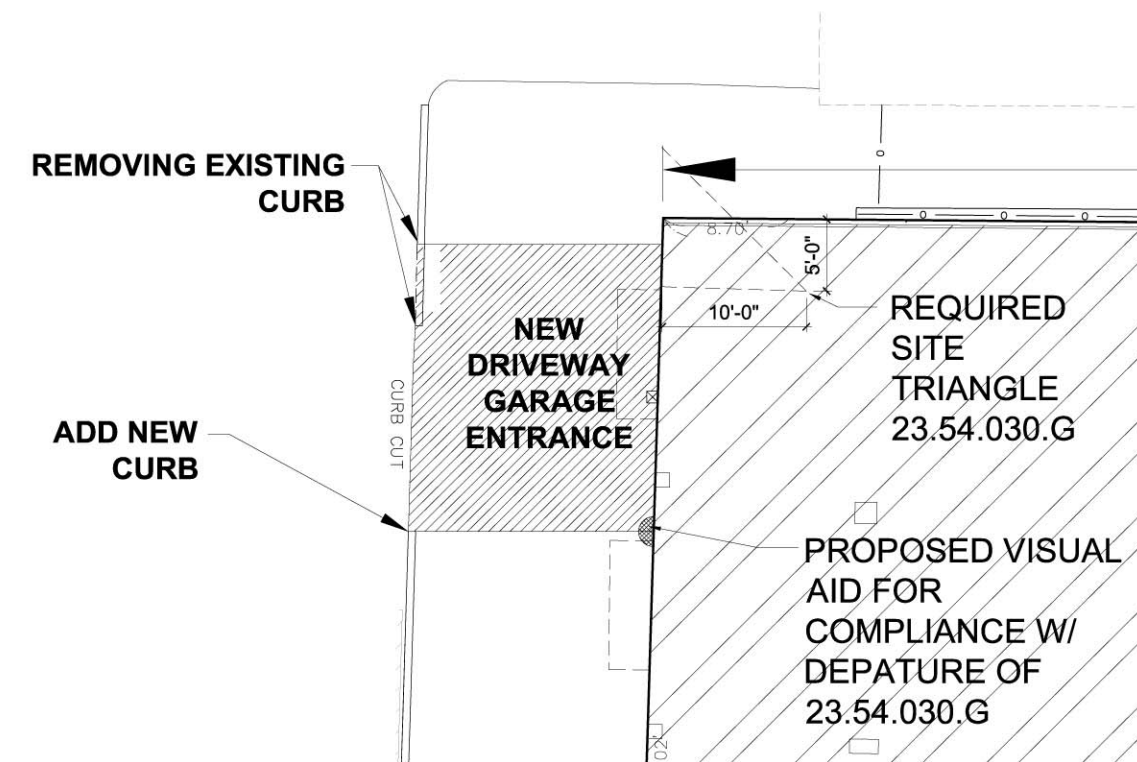 REMOVING EXISTING
CURB
8.70'
5'-0"
10'-0"
REQUIRED
SITE
TRIANGLE
23.54.030.G
NEW
DRIVEWAY
GARAGE
ENTRANCE
CURB CUT
ADD NEW
CURB
PROPOSED VISUAL
AID FOR
COMPLIANCE W/
DEPATURE OF
23.54.030.G